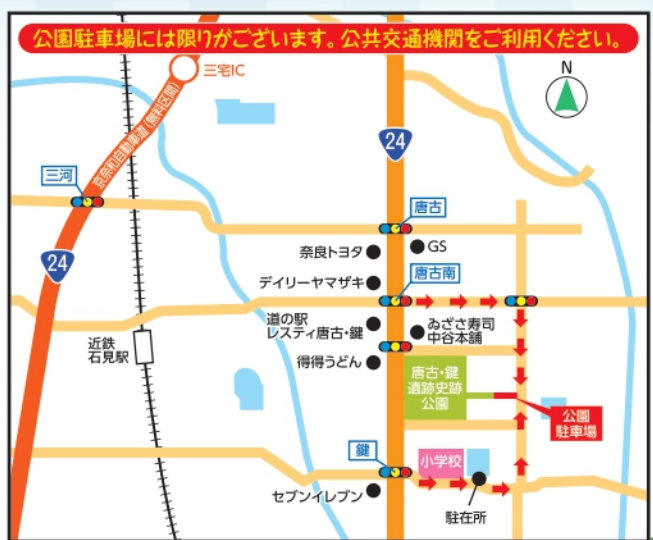 公園駐車場には限りがございます。公共交通機関をご利用ください。
三宅IC
N
京奈和自動車道(無料区間)
24
三河
唐古
奈良トヨタ
GS
24
デイリーヤマザキ
唐古南
道の駅
レスティ唐古・鍵
ゐざさ寿司
中谷本舗
近鉄
石見駅
得得うどん
唐古・鍵
遺跡史跡
公園
公園
駐車場
鍵
小学校
セブンイレブン
駐在所